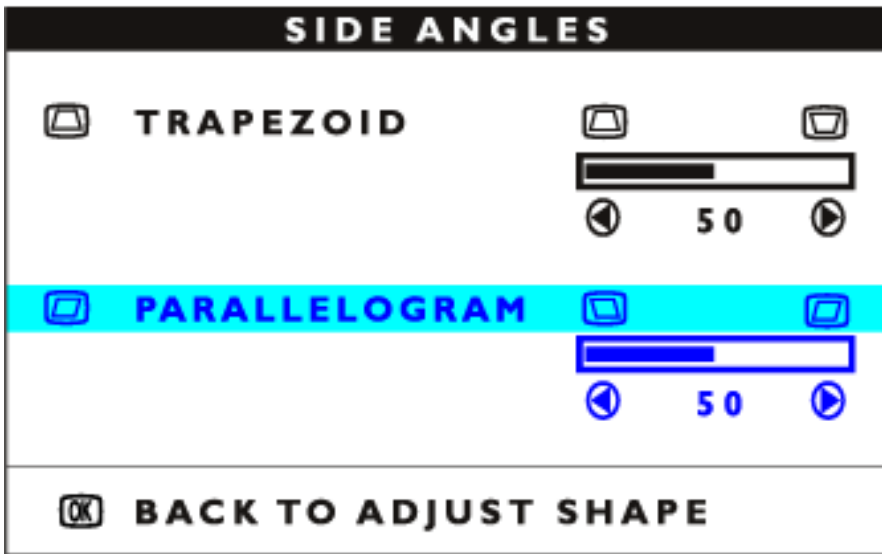 SIDE ANGLES
TRAPEZOID
50
PARALLELOGRAM
50
OK BACK TO ADJUST SHAPE